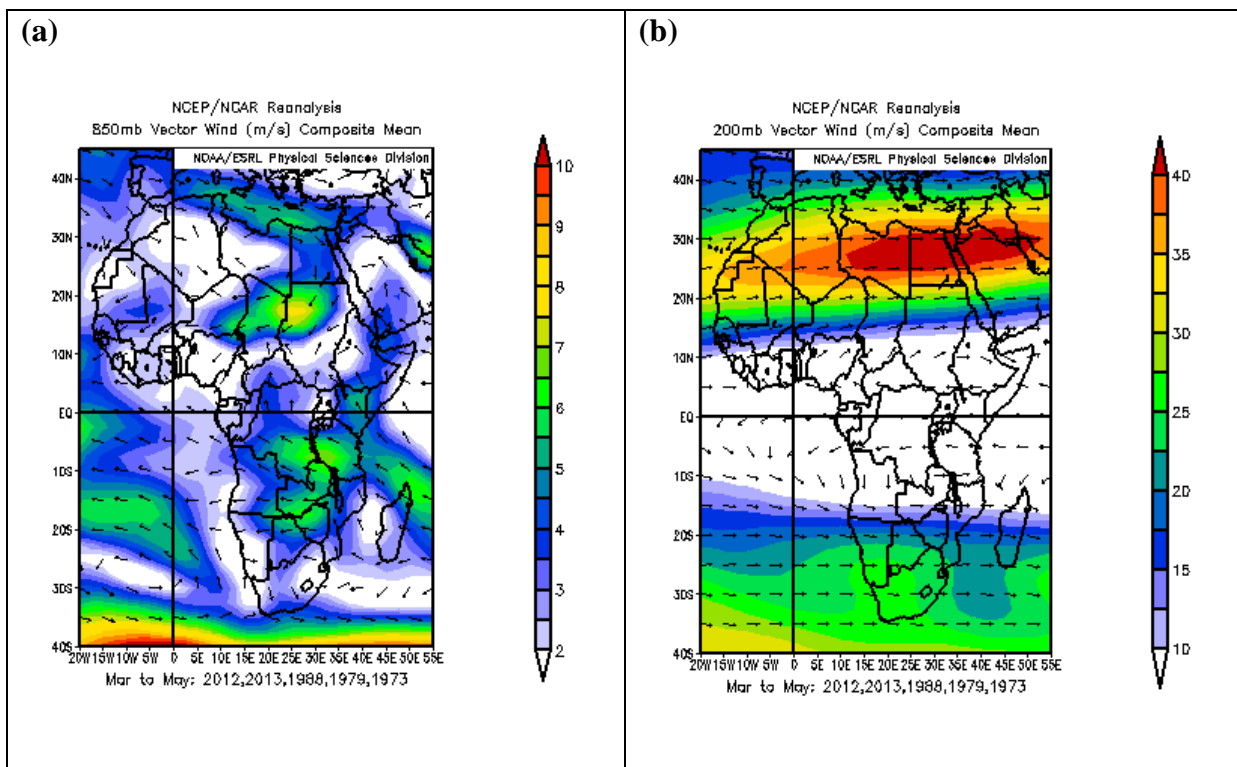 (a)
NCEP/NCAR Reanalysis
850mb Vector Wind (m/s) Composite Mean
NOAA/ESRL Physical Sciences Division
40N
30N
20N
10N
EQ
10S
20S
30S
40S
20W 15W 10W 5W 0 5E 10E 15E 20E 25E 30E 35E 40E 45E 50E 55E
Mar to May: 2012,2013,1988,1979,1973
10
9
8
7
6
5
4
3
2
(b)
NCEP/NCAR Reanalysis
200mb Vector Wind (m/s) Composite Mean
NOAA/ESRL Physical Sciences Division
40N
30N
20N
10N
EQ
10S
20S
30S
40S
20W 15W 10W 5W 0 5E 10E 15E 20E 25E 30E 35E 40E 45E 50E 55E
Mar to May: 2012,2013,1988,1979,1973
40
35
30
25
20
15
10